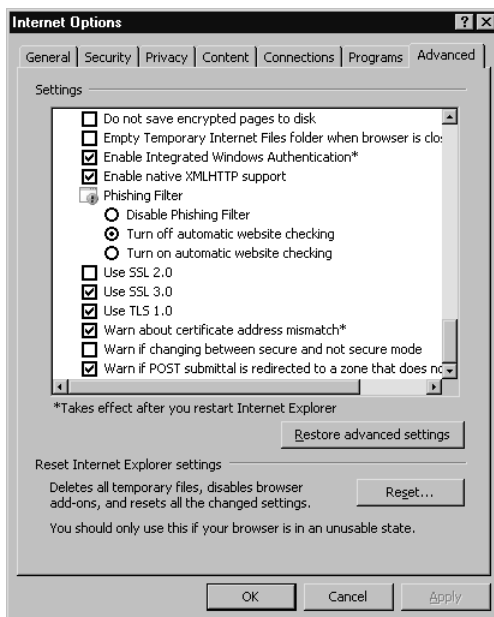 Internet Options
General Security Privacy Content Connections Programs Advanced
Settings
Do not save encrypted pages to disk
Empty Temporary Internet Files folder when browser is clo
Enable Integrated Windows Authentication*
Enable native XMLHTTP support
Phishing Filter
Disable Phishing Filter
Turn off automatic website checking
Turn on automatic website checking
Use SSL 2.0
Use SSL 3.0
Use TLS 1.0
Warn about certificate address mismatch*
Warn if changing between secure and not secure mode
Warn if POST submittal is redirected to a zone that does no
*Takes effect after you restart Internet Explorer
Restore advanced settings
Reset Internet Explorer settings
Deletes all temporary files, disables browser
add-ons, and resets all the changed settings.
Reset...
You should only use this if your browser is in an unusable state.
OK Cancel Apply